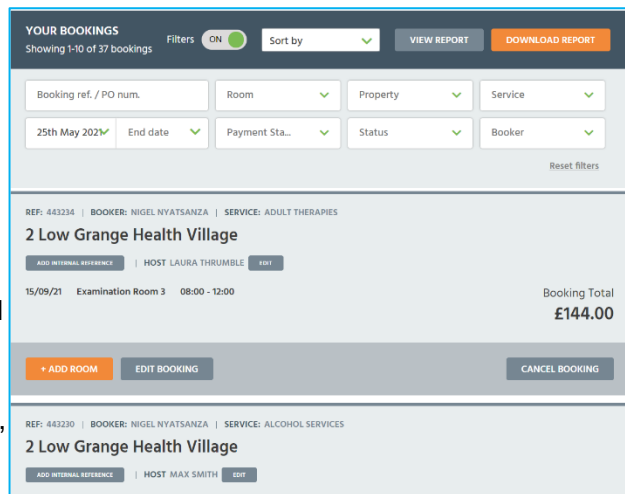 YOUR BOOKINGS
Showing 1-10 of 37 bookings
Filters ON Sort by VIEW REPORT DOWNLOAD REPORT
Booking ref. / PO num. Room Property Service
25th May 2021 End date Payment Sta... Status Booker
Reset filters
REF: 443234 | BOOKER: NIGEL NYATSANZA | SERVICE: ADULT THERAPIES
2 Low Grange Health Village
ADD INTERNAL REFERENCE | HOST LAURA THRUMBLE EDIT
15/09/21 Examination Room 3 08:00 - 12:00
Booking Total
£144.00
+ ADD ROOM EDIT BOOKING CANCEL BOOKING
REF: 443230 | BOOKER: NIGEL NYATSANZA | SERVICE: ALCOHOL SERVICES
2 Low Grange Health Village
ADD INTERNAL REFERENCE | HOST MAX SMITH EDIT